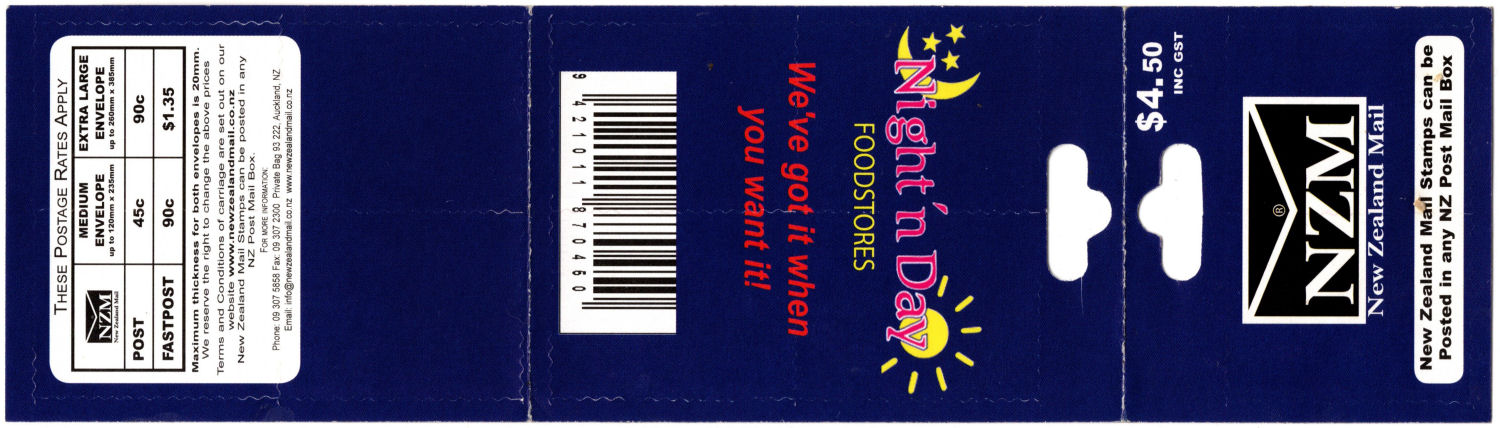 THESE POSTAGE RATES APPLY
NZM
New Zealand Mail
MEDIUM ENVELOPE
up to 120mm x 235mm
EXTRA LARGE ENVELOPE
up to 260mm x 385mm
POST 45c 90c
FASTPOST 90c $1.35
Maximum thickness for both envelopes is 20mm.
We reserve the right to change the above prices
Terms and Conditions of carriage are set out on our
website www.newzealandmail.co.nz
New Zealand Mail Stamps can be posted in any
NZ Post Mail Box.
FOR MORE INFORMATION:
Phone: 09 307 5858 Fax: 09 307 2300 Private Bag 93 222, Auckland, NZ
Email: info@newzealandmail.co.nz www.newzealandmail.co.nz
Night 'n Day
FOODSTORES
We've got it when
you want it!
9 421011 870460
$4.50
INC GST
®
NZM
New Zealand Mail
New Zealand Mail Stamps can be
Posted in any NZ Post Mail Box